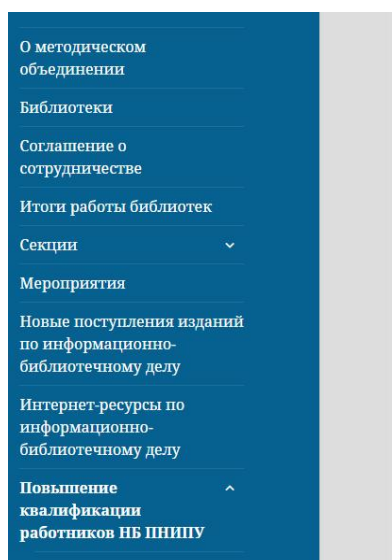 О методическом
объединении
Библиотеки
Соглашение о
сотрудничестве
Итоги работы библиотек
Секции
Мероприятия
Новые поступления изданий
по информационно-
библиотечному делу
Интернет-ресурсы по
информационно-
библиотечному делу
Повышение
квалификации
работников НБ ПНИПУ